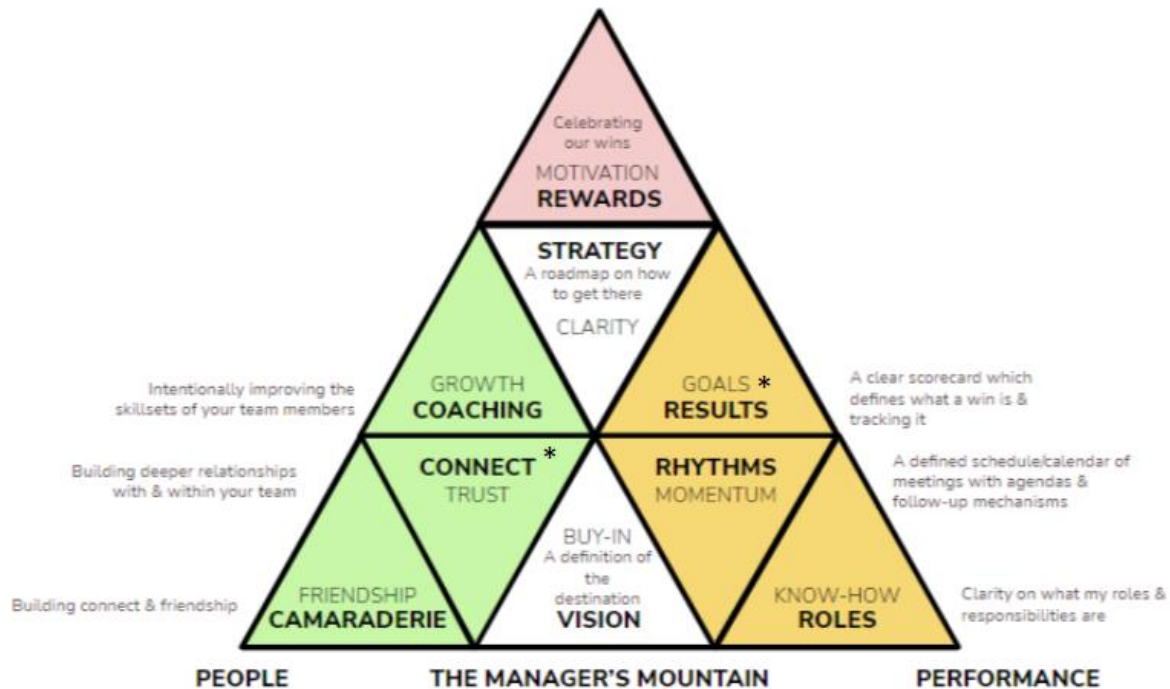 Celebrating
our wins
MOTIVATION
REWARDS
STRATEGY
A roadmap on how
to get there
CLARITY
Intentionally improving the
skillsets of your team members
GROWTH
COACHING
GOALS *
RESULTS
A clear scorecard which
defines what a win is &
tracking it
Building deeper relationships
with & within your team
CONNECT *
TRUST
RHYTHMS
MOMENTUM
A defined schedule/calendar of
meetings with agendas &
follow-up mechanisms
Building connect & friendship
FRIENDSHIP
CAMARADERIE
BUY-IN
A definition of
the
destination
VISION
KNOW-HOW
ROLES
Clarity on what my roles &
responsibilities are
PEOPLE
THE MANAGER'S MOUNTAIN
PERFORMANCE